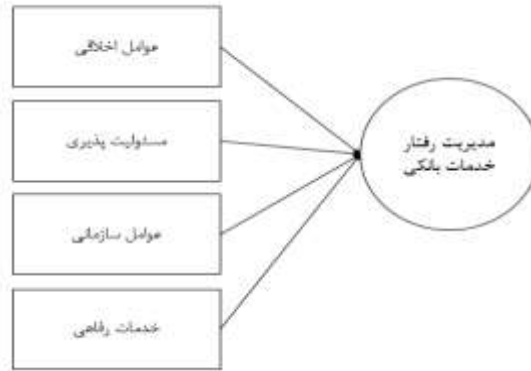 عوامل اخلاقی
مسئولیت پذیری
عوامل سازمانی
خدمات رفاهی
مدیریت رفتار
خدمات بانکی